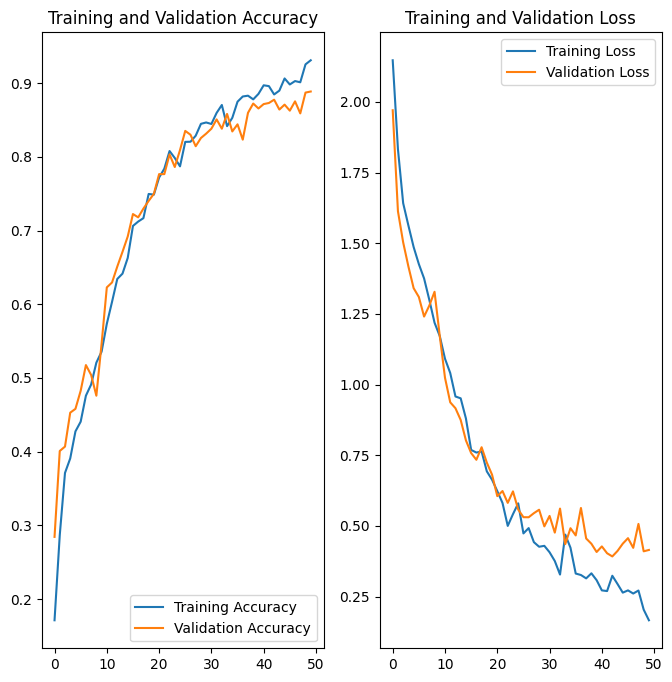 Training and Validation Accuracy
0.9
0.8
0.7
0.6
0.5
0.4
0.3
0.2
0 10 20 30 40 50
Training Accuracy
Validation Accuracy
Training and Validation Loss
2.00
1.75
1.50
1.25
1.00
0.75
0.50
0.25
0 10 20 30 40 50
Training Loss
Validation Loss